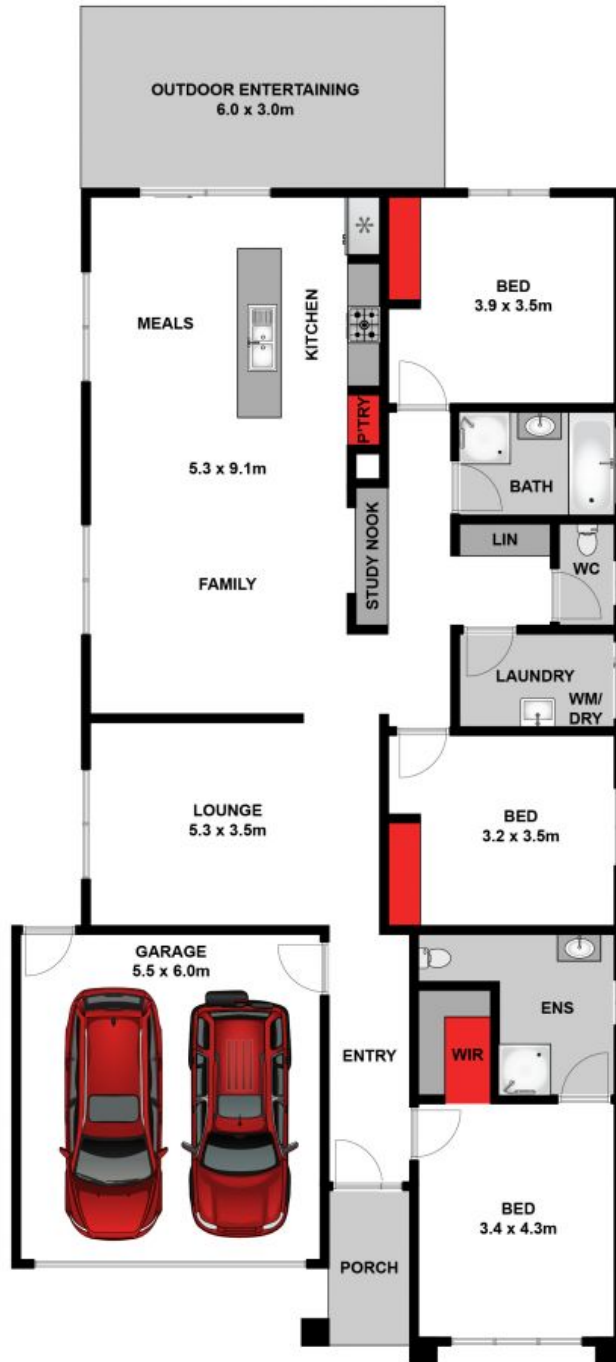 OUTDOOR ENTERTAINING
6.0 x 3.0m
BED
3.9 x 3.5m
MEALS
KITCHEN
P'TRY
BATH
5.3 x 9.1m
STUDY NOOK
LIN
WC
FAMILY
LAUNDRY
WM/
DRY
LOUNGE
5.3 x 3.5m
BED
3.2 x 3.5m
GARAGE
5.5 x 6.0m
ENS
ENTRY
WIR
BED
3.4 x 4.3m
PORCH